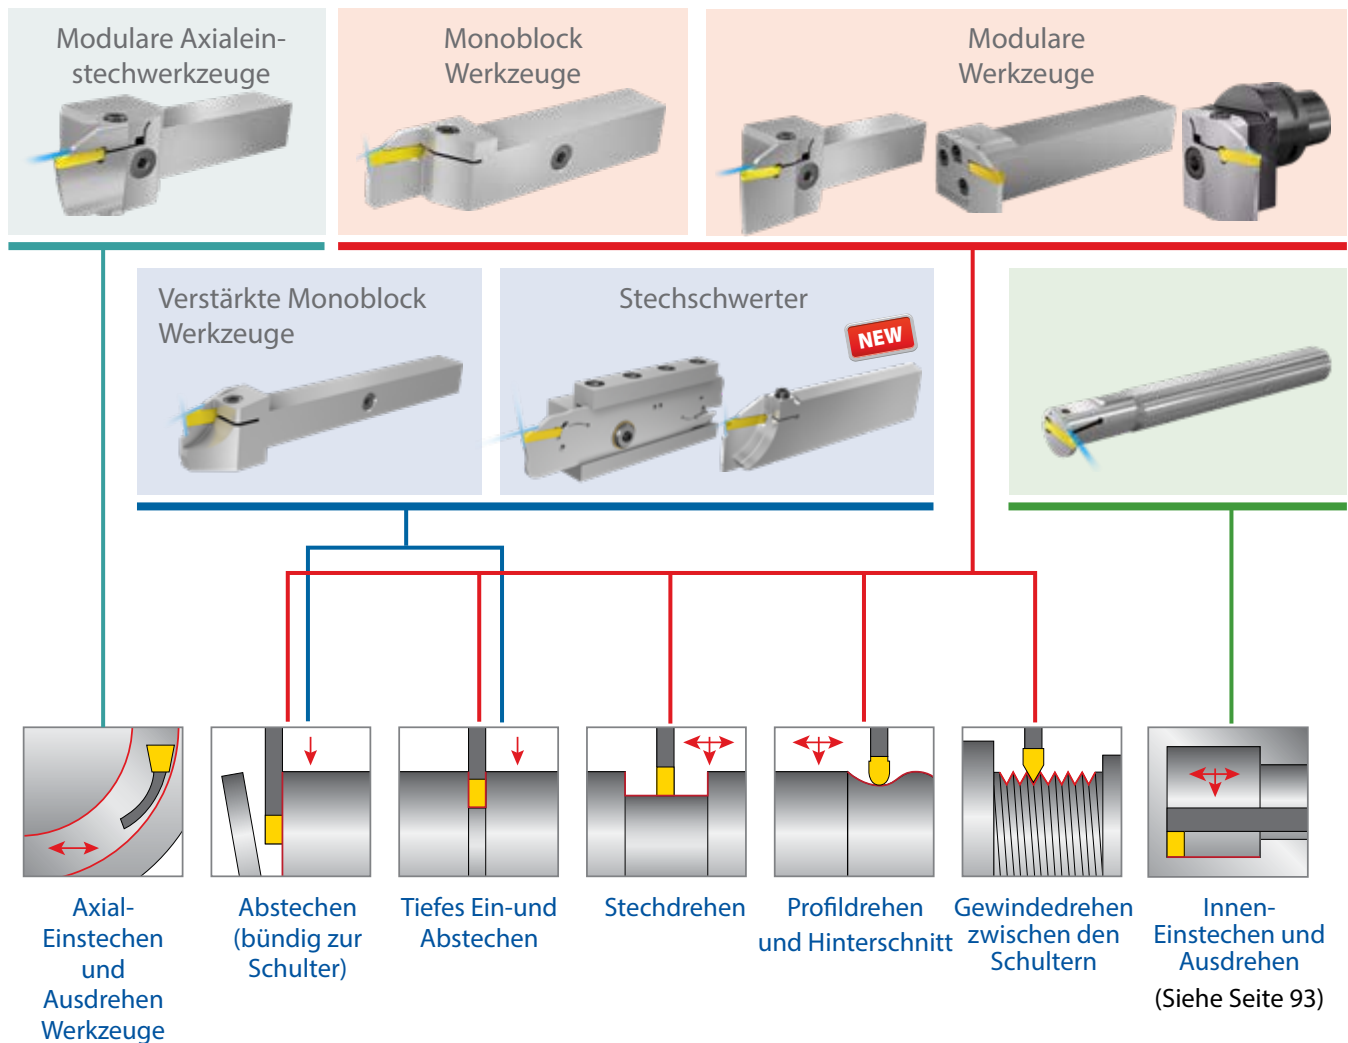 Modulare Axialein-
stechwerkzeuge
Monoblock
Werkzeuge
Modulare
Werkzeuge
Verstärkte Monoblock
Werkzeuge
Stechschwerter
NEW
Axial-
Einstechen
und
Ausdrehen
Werkzeuge
Abstechen
(bündig zur
Schulter)
Tiefes Ein-und
Abstechen
Stechdrehen
Profildrehen
und Hinterschnitt
Gewindedrehen
zwischen den
Schultern
Innen-
Einstechen und
Ausdrehen
(Siehe Seite 93)